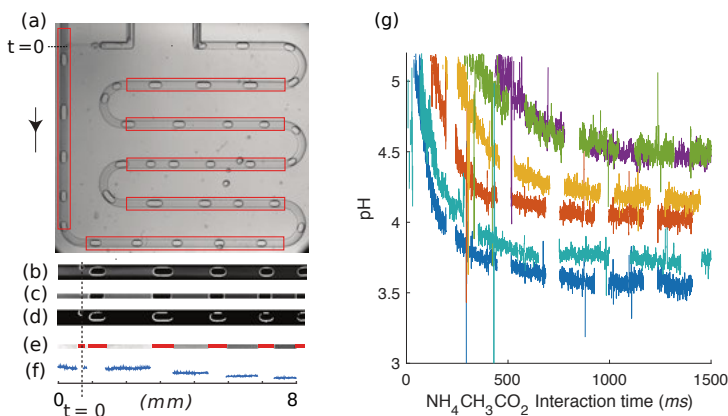 (a)
t=0
(b)
(c)
(d)
(e)
(f)
0 (mm) 8
t = 0
(g)
pH
5
4.5
4
3.5
3
0 500 1000 1500
NH₄CH₃CO₂ Interaction time (ms)